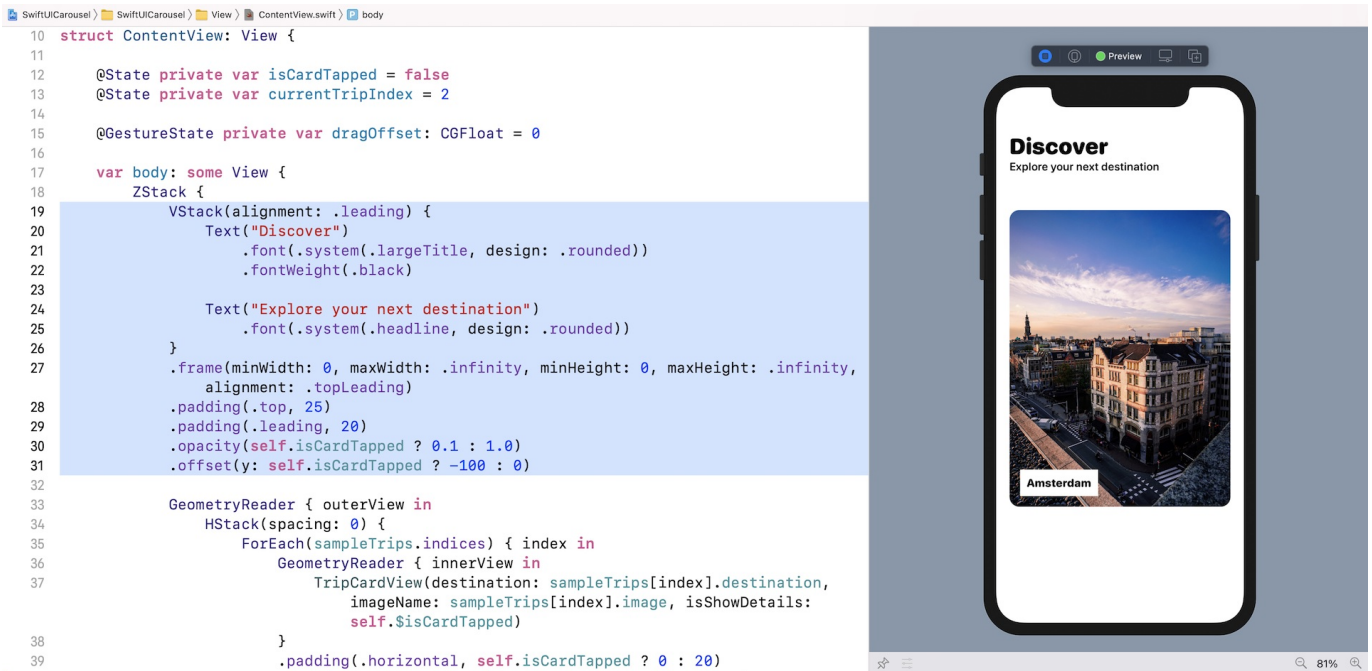 SwiftUICarousel 〉 SwiftUICarousel 〉 View 〉 ContentView.swift 〉 P body
10 struct ContentView: View {
11
12 @State private var isCardTapped = false
13 @State private var currentTripIndex = 2
14
15 @GestureState private var dragOffset: CGFloat = 0
16
17 var body: some View {
18 ZStack {
19 VStack(alignment: .leading) {
20 Text("Discover")
21 .font(.system(.largeTitle, design: .rounded))
22 .fontWeight(.black)
23
24 Text("Explore your next destination")
25 .font(.system(.headline, design: .rounded))
26 }
27 .frame(minWidth: 0, maxWidth: .infinity, minHeight: 0, maxHeight: .infinity,
alignment: .topLeading)
28 .padding(.top, 25)
29 .padding(.leading, 20)
30 .opacity(self.isCardTapped ? 0.1 : 1.0)
31 .offset(y: self.isCardTapped ? -100 : 0)
32
33 GeometryReader { outerView in
34 HStack(spacing: 0) {
35 ForEach(sampleTrips.indices) { index in
36 GeometryReader { innerView in
37 TripCardView(destination: sampleTrips[index].destination,
imageName: sampleTrips[index].image, isShowDetails:
self.$isCardTapped)
38 }
39 .padding(.horizontal, self.isCardTapped ? 0 : 20)
Preview
Discover
Explore your next destination
Amsterdam
81%